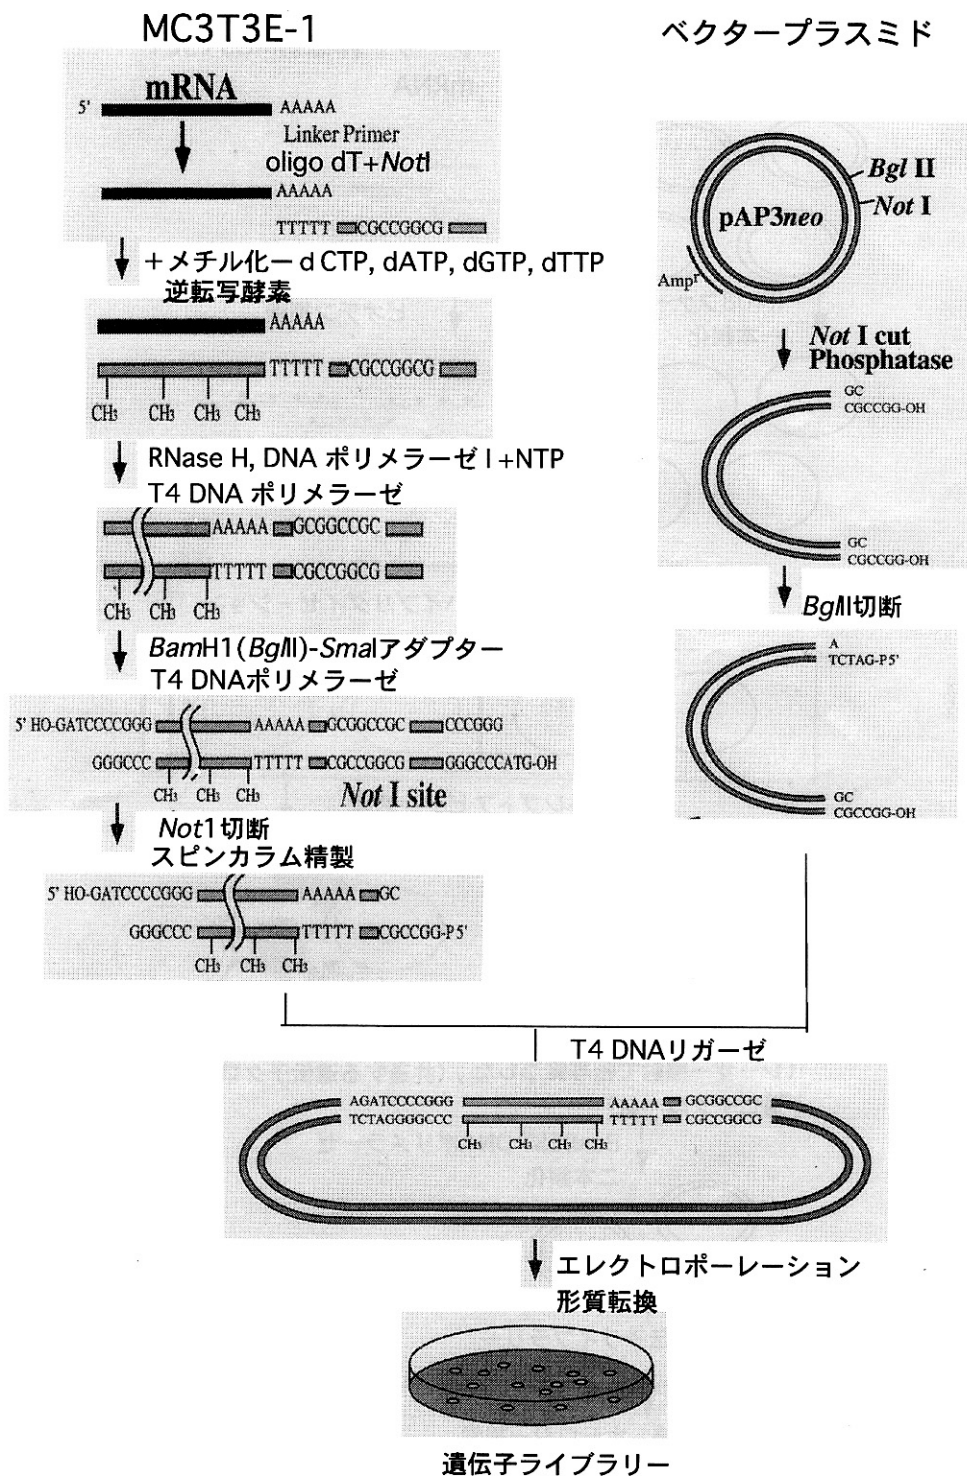 MC3T3E-1
mRNA
5' AAAAA
Linker Primer
oligo dT+NotI
AAAAA
TTTTT CGCCGGCG
+メチル化ーd CTP, dATP, dGTP, dTTP
逆転写酵素
AAAAA
TTTTT CGCCGGCG
CH3 CH3 CH3 CH3
RNase H, DNA ポリメラーゼ I +NTP
T4 DNA ポリメラーゼ
AAAAA GCGGCCGC
TTTTT CGCCGGCG
CH3 CH3 CH3
BamH1(BglII)-SmaIアダプター
T4 DNAポリメラーゼ
5' HO-GATCCCCGGG AAAAA GCGGCCGC CCCGGG
GGGCCC TTTTT CGCCGGCG GGGCCCATG-OH
CH3 CH3 CH3
Not I site
Not1切断
スピンカラム精製
5' HO-GATCCCCGGG AAAAA GC
GGGCCC TTTTT CGCCGG-P5'
CH3 CH3 CH3
ベクタープラスミド
Bgl II
Not I
pAP3neo
Ampr
Not I cut
Phosphatase
GC
CGCCGG-OH
GC
CGCCGG-OH
BglII切断
A
TCTAG-P5'
GC
CGCCGG-OH
T4 DNAリガーゼ
AGATCCCCGGG AAAAA GCGGCCGC
TCTAGGGGCCC TTTTT CGCCGGCG
CH3 CH3 CH3 CH3
エレクトロポーレーション
形質転換
遺伝子ライブラリー